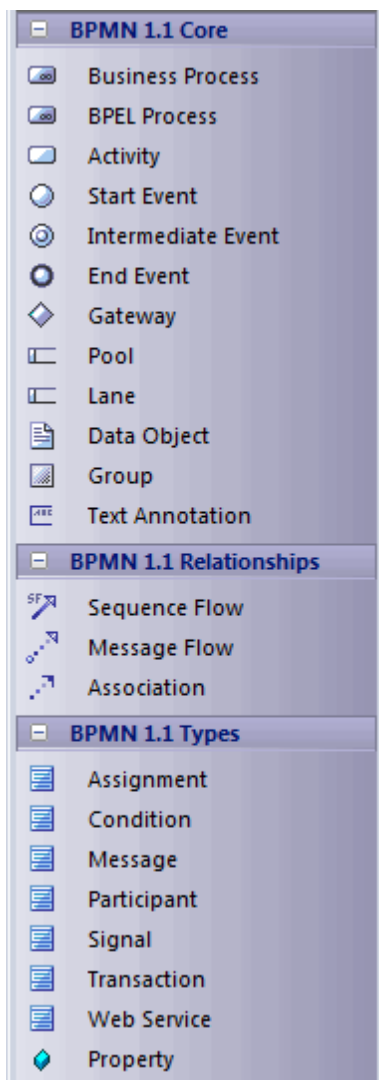 BPMN 1.1 Core
Business Process
BPEL Process
Activity
Start Event
Intermediate Event
End Event
Gateway
Pool
Lane
Data Object
Group
Text Annotation
BPMN 1.1 Relationships
SF Sequence Flow
Message Flow
Association
BPMN 1.1 Types
Assignment
Condition
Message
Participant
Signal
Transaction
Web Service
Property